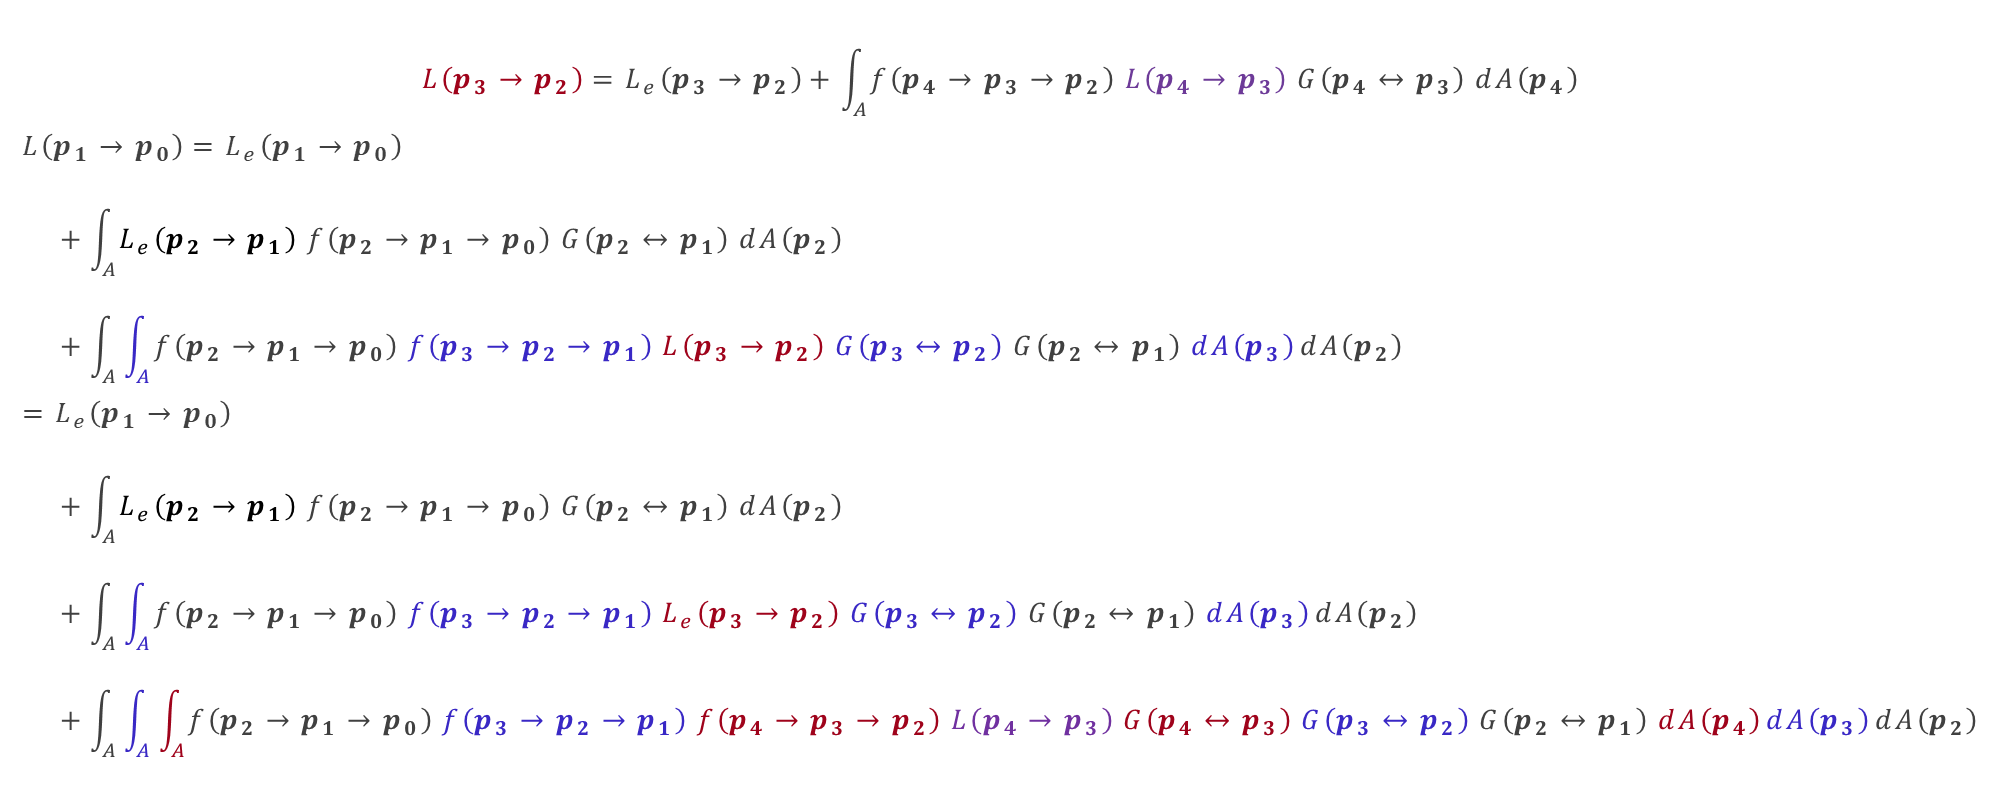 L(p₃ → p₂) = Lₑ(p₃ → p₂) + ∫_A f(p₄ → p₃ → p₂) L(p₄ → p₃) G(p₄ ↔ p₃) dA(p₄)
L(p₁ → p₀) = Lₑ(p₁ → p₀)
+ ∫_A Lₑ(p₂ → p₁) f(p₂ → p₁ → p₀) G(p₂ ↔ p₁) dA(p₂)
+ ∫_A ∫_A f(p₂ → p₁ → p₀) f(p₃ → p₂ → p₁) L(p₃ → p₂) G(p₃ ↔ p₂) G(p₂ ↔ p₁) dA(p₃) dA(p₂)
= Lₑ(p₁ → p₀)
+ ∫_A Lₑ(p₂ → p₁) f(p₂ → p₁ → p₀) G(p₂ ↔ p₁) dA(p₂)
+ ∫_A ∫_A f(p₂ → p₁ → p₀) f(p₃ → p₂ → p₁) Lₑ(p₃ → p₂) G(p₃ ↔ p₂) G(p₂ ↔ p₁) dA(p₃) dA(p₂)
+ ∫_A ∫_A ∫_A f(p₂ → p₁ → p₀) f(p₃ → p₂ → p₁) f(p₄ → p₃ → p₂) L(p₄ → p₃) G(p₄ ↔ p₃) G(p₃ ↔ p₂) G(p₂ ↔ p₁) dA(p₄) dA(p₃) dA(p₂)